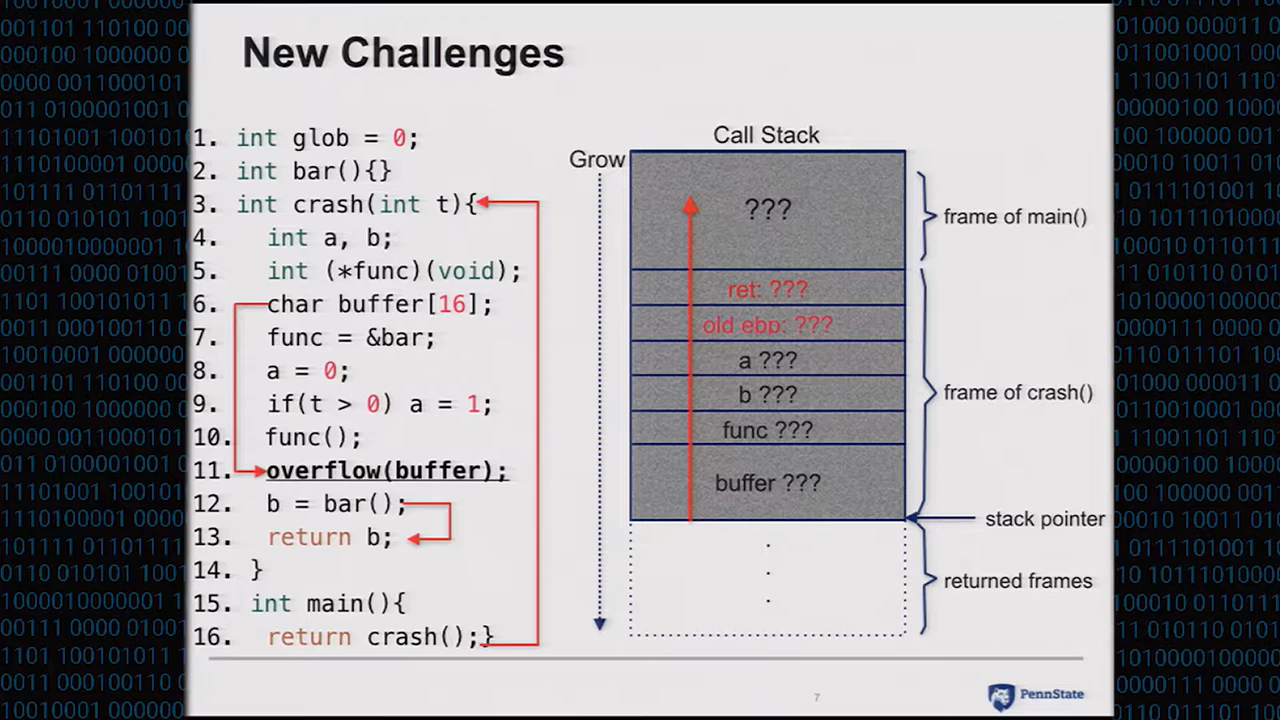 New Challenges
1. int glob = 0;
2. int bar(){}
3. int crash(int t){
4. int a, b;
5. int (*func)(void);
6. char buffer[16];
7. func = &bar;
8. a = 0;
9. if(t > 0) a = 1;
10. func();
11. overflow(buffer);
12. b = bar();
13. return b;
14. }
15. int main(){
16. return crash();}
Call Stack
Grow
???
ret: ???
old ebp: ???
a ???
b ???
func ???
buffer ???
frame of main()
frame of crash()
stack pointer
returned frames
7
PennState